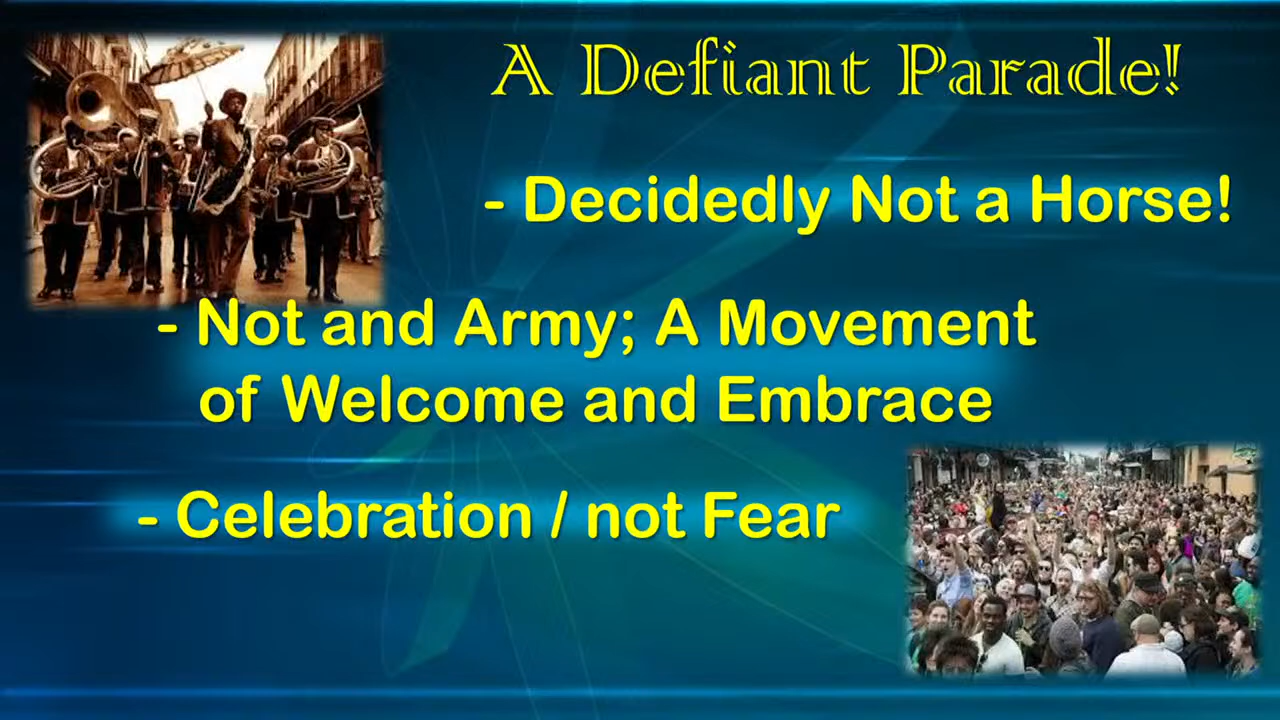 A Defiant Parade!
- Decidedly Not a Horse!
- Not and Army; A Movement
of Welcome and Embrace
- Celebration / not Fear